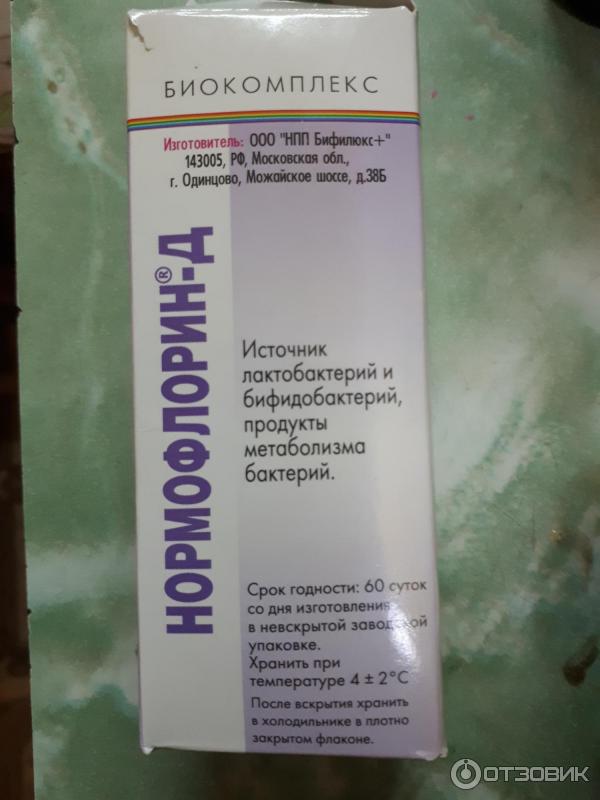 БИОКОМПЛЕКС
Изготовитель: ООО "НПП Бифилюкс+"
143005, РФ, Московская обл.,
г. Одинцово, Можайское шоссе, д.38Б
НОРМОФЛОРИН®-Д
Источник
лактобактерий и
бифидобактерий,
продукты
метаболизма
бактерий.
Срок годности: 60 суток
со дня изготовления
в невскрытой заводской
упаковке.
Хранить при
температуре 4 ± 2°С
После вскрытия хранить
в холодильнике в плотно
закрытом флаконе.
ОТЗОВИК